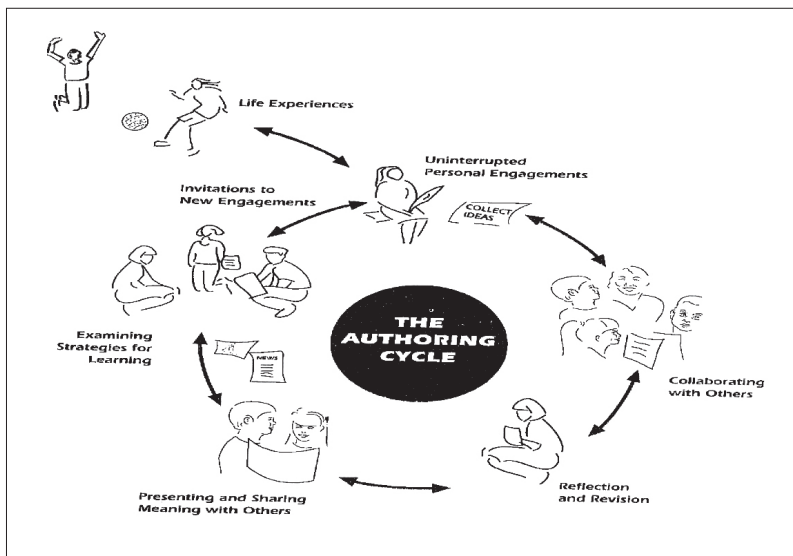 Life Experiences
Uninterrupted
Personal Engagements
Invitations to
New Engagements
COLLECT
IDEAS
THE
AUTHORING
CYCLE
Examining
Strategies for
Learning
NEWS
Collaborating
with Others
Reflection
and Revision
Presenting and Sharing
Meaning with Others